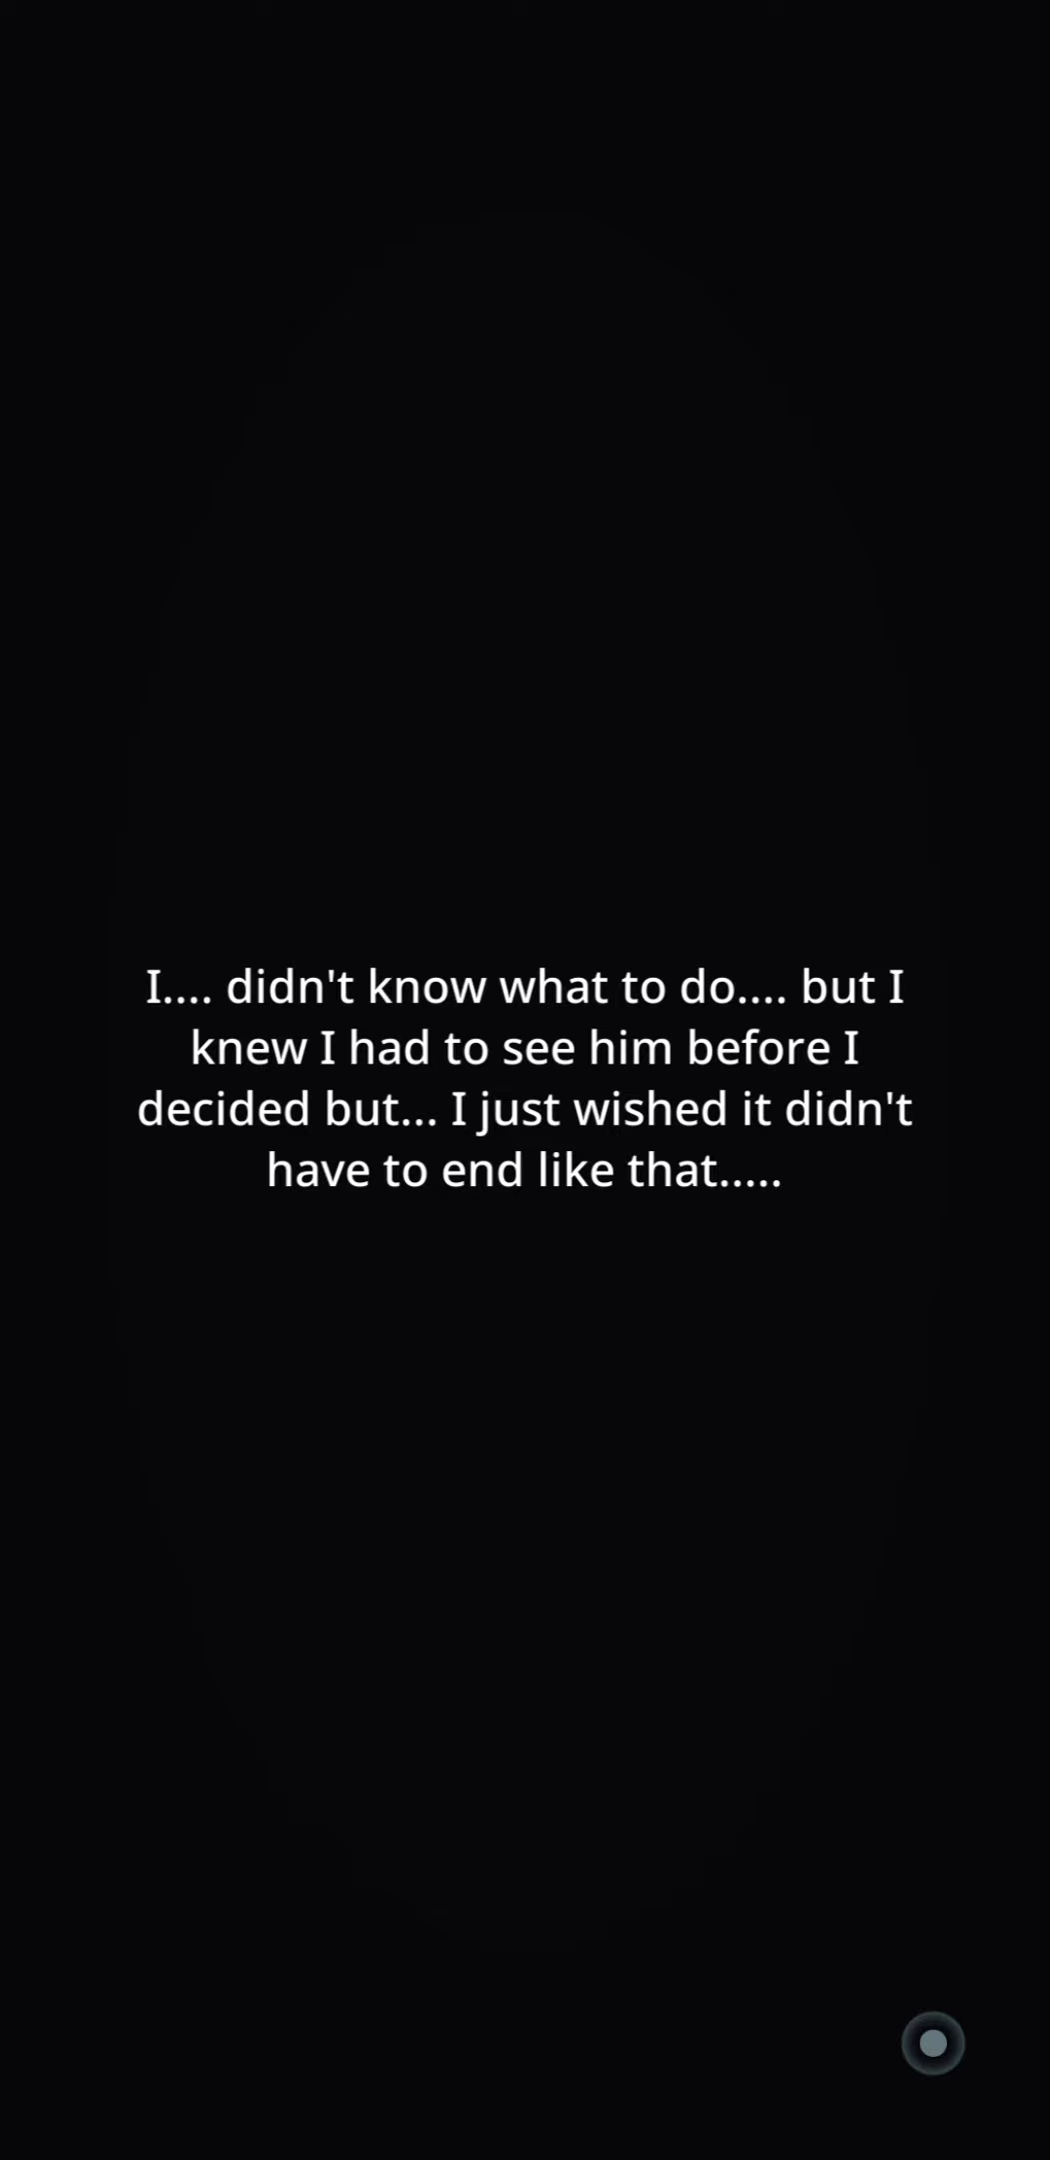 I.... didn't know what to do.... but I
knew I had to see him before I
decided but... I just wished it didn't
have to end like that.....